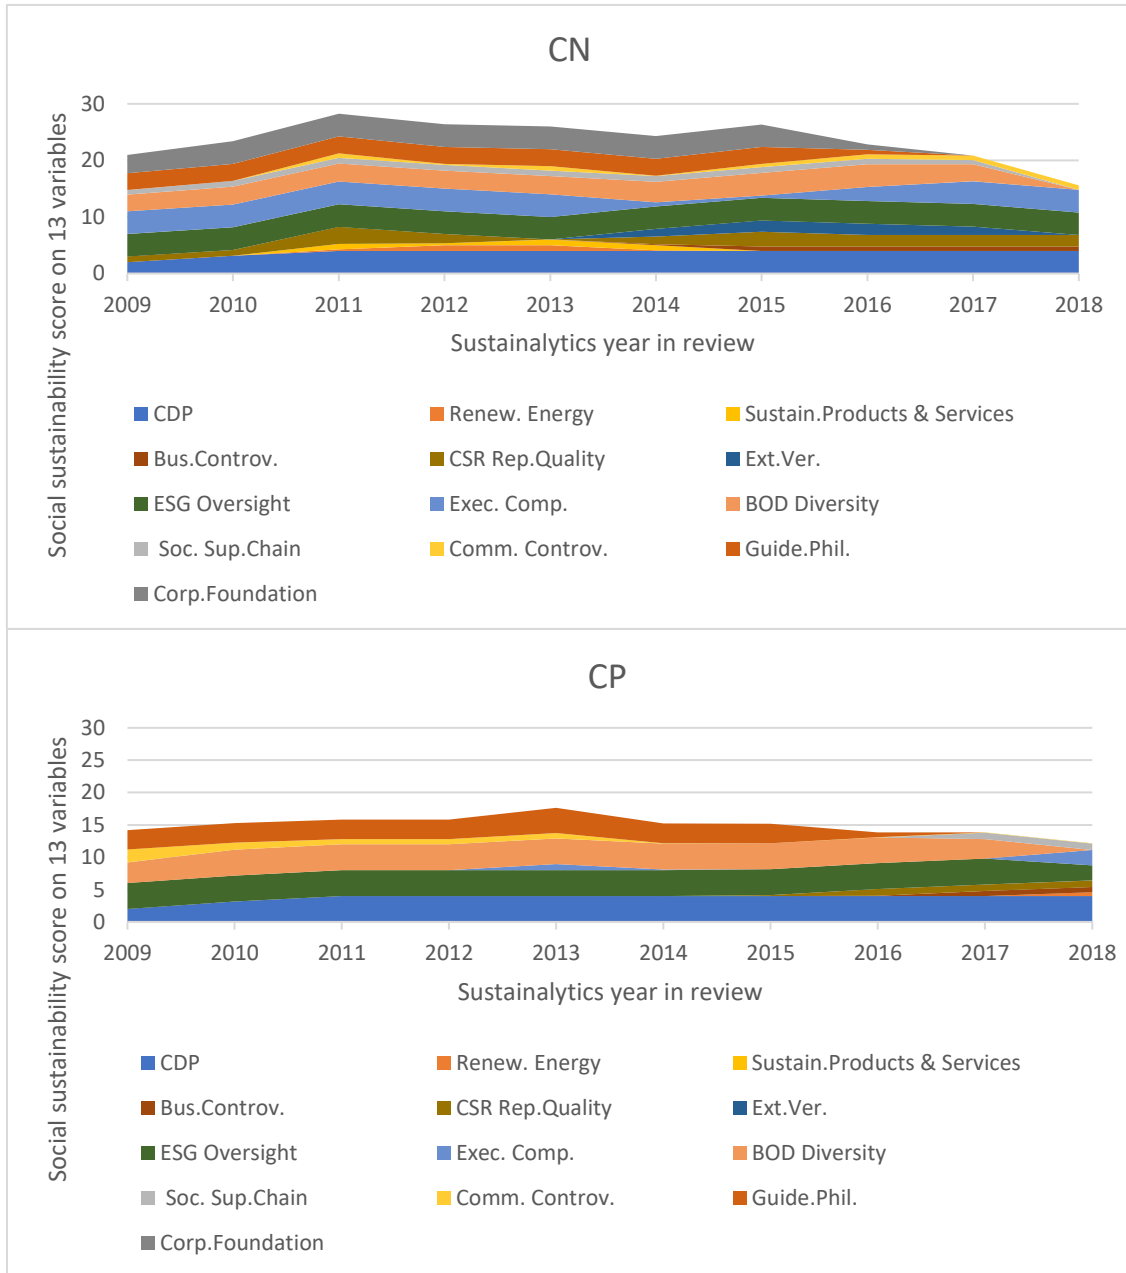 CN
Social sustainability score on 13 variables
30
20
10
0
2009 2010 2011 2012 2013 2014 2015 2016 2017 2018
Sustainalytics year in review
CDP Renew. Energy Sustain.Products & Services
Bus.Controv. CSR Rep.Quality Ext.Ver.
ESG Oversight Exec. Comp. BOD Diversity
Soc. Sup.Chain Comm. Controv. Guide.Phil.
Corp.Foundation
CP
Social sustainability score on 13 variables
30
25
20
15
10
5
0
2009 2010 2011 2012 2013 2014 2015 2016 2017 2018
Sustainalytics year in review
CDP Renew. Energy Sustain.Products & Services
Bus.Controv. CSR Rep.Quality Ext.Ver.
ESG Oversight Exec. Comp. BOD Diversity
Soc. Sup.Chain Comm. Controv. Guide.Phil.
Corp.Foundation